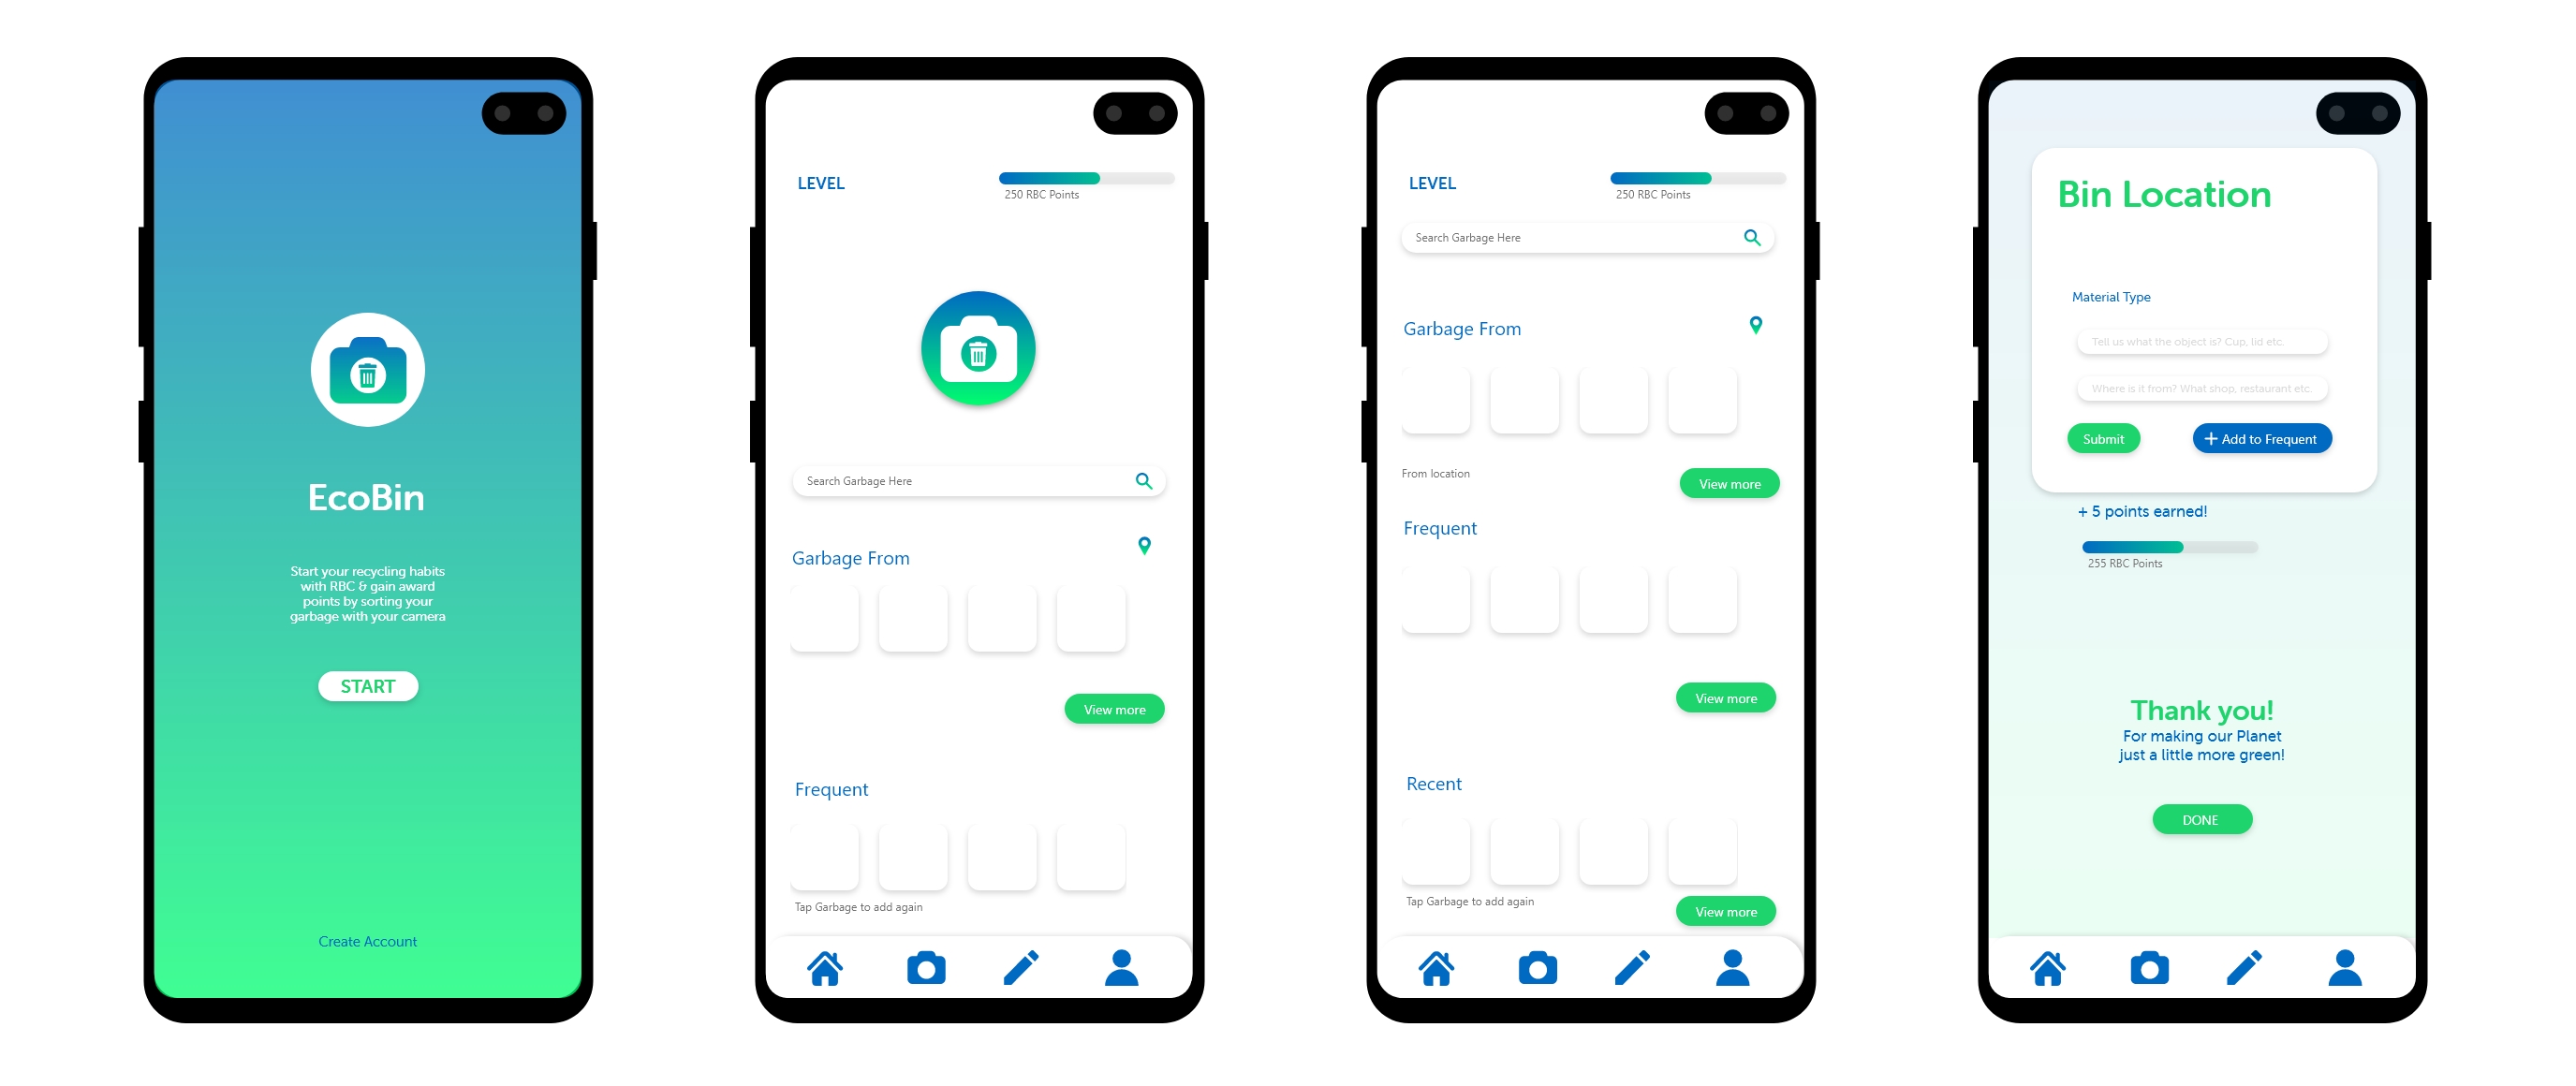 EcoBin
Start your recycling habits
with RBC & gain award
points by sorting your
garbage with your camera
START
Create Account
LEVEL
250 RBC Points
Search Garbage Here
Garbage From
View more
Frequent
Tap Garbage to add again
LEVEL
250 RBC Points
Search Garbage Here
Garbage From
From location
View more
Frequent
View more
Recent
Tap Garbage to add again
View more
Bin Location
Material Type
Tell us what the object is? Cup, lid etc.
Where is it from? What shop, restaurant etc.
Submit
+ Add to Frequent
+ 5 points earned!
255 RBC Points
Thank you!
For making our Planet
just a little more green!
DONE